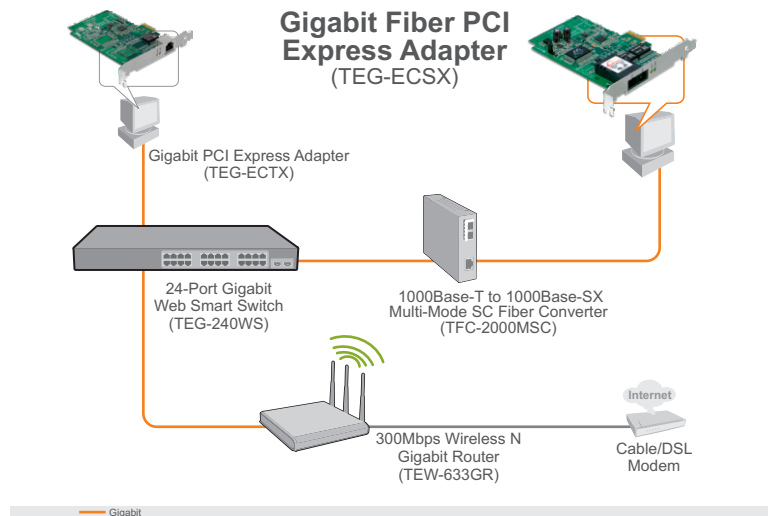 Gigabit Fiber PCI
Express Adapter
(TEG-ECSX)
Gigabit PCI Express Adapter
(TEG-ECTX)
24-Port Gigabit
Web Smart Switch
(TEG-240WS)
1000Base-T to 1000Base-SX
Multi-Mode SC Fiber Converter
(TFC-2000MSC)
300Mbps Wireless N
Gigabit Router
(TEW-633GR)
Internet
Cable/DSL
Modem
Gigabit